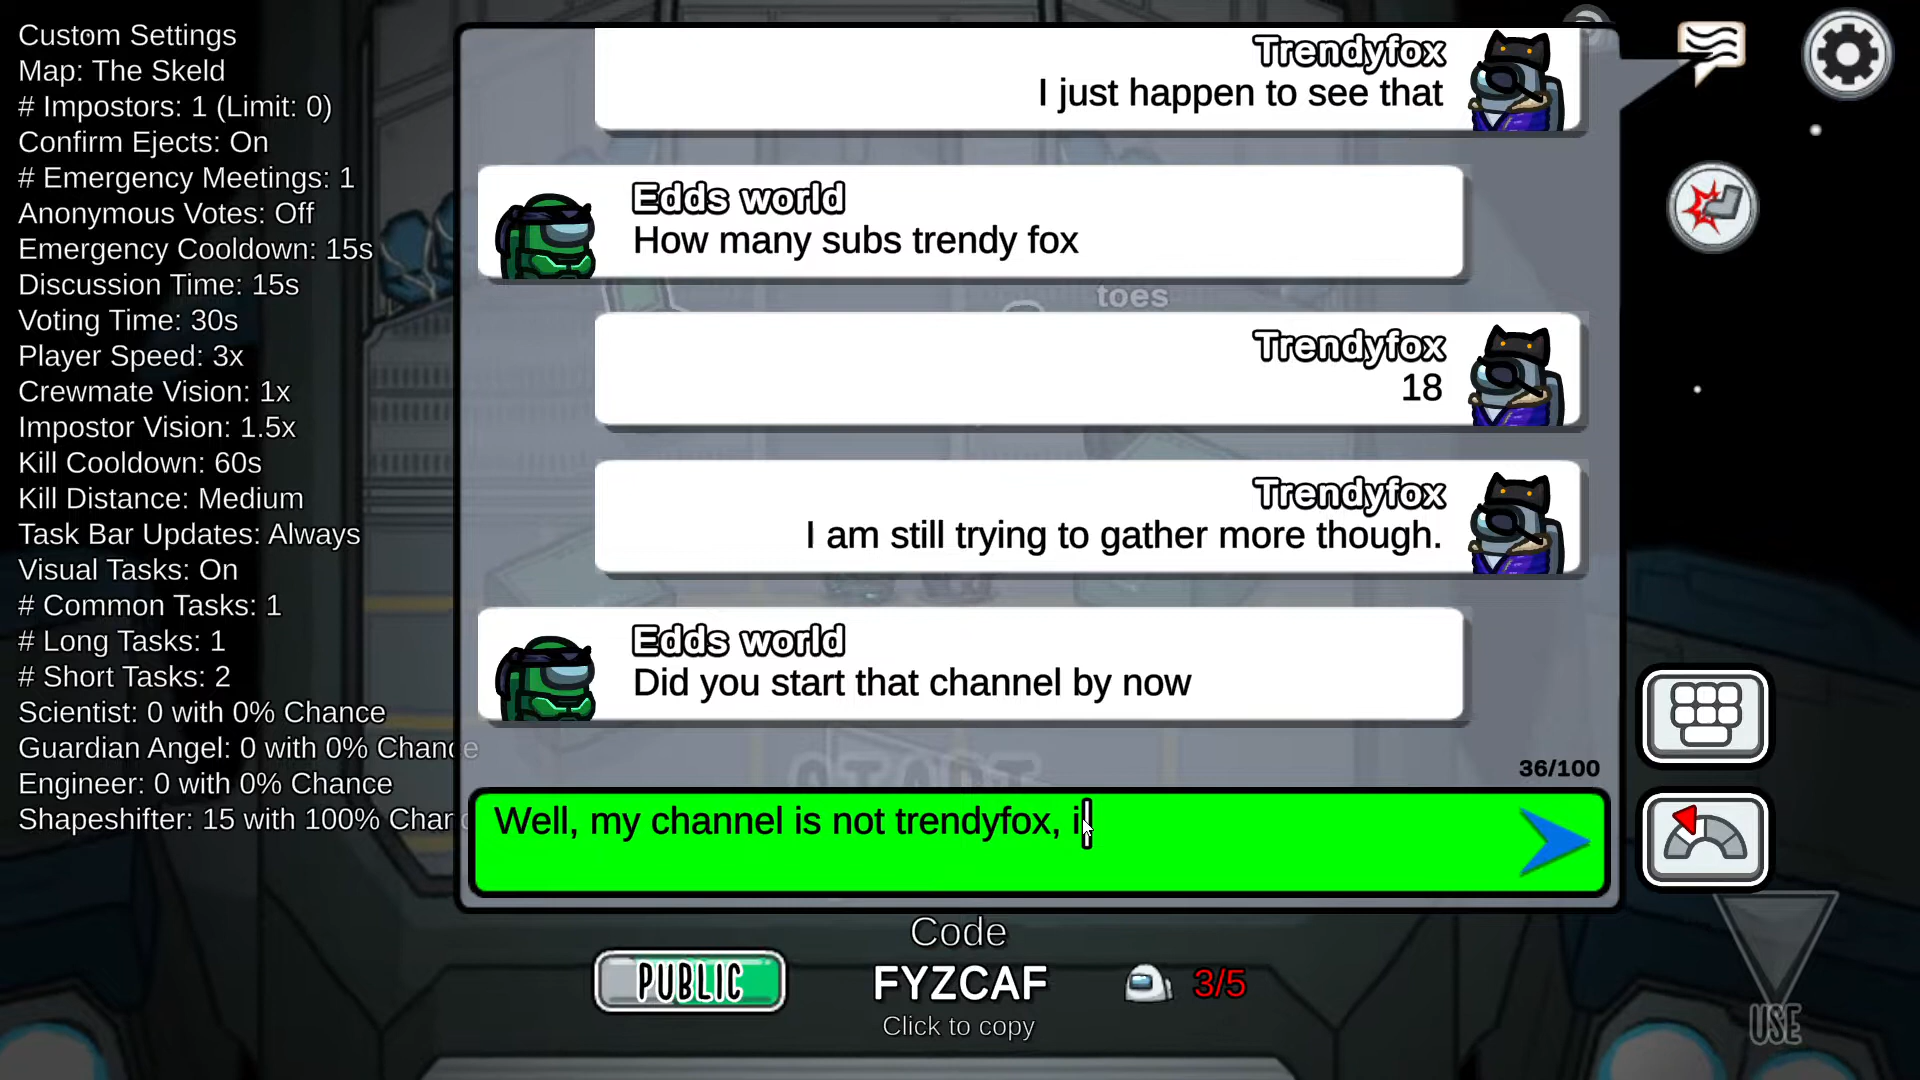 Custom Settings
Map: The Skeld
# Impostors: 1 (Limit: 0)
Confirm Ejects: On
# Emergency Meetings: 1
Anonymous Votes: Off
Emergency Cooldown: 15s
Discussion Time: 15s
Voting Time: 30s
Player Speed: 3x
Crewmate Vision: 1x
Impostor Vision: 1.5x
Kill Cooldown: 60s
Kill Distance: Medium
Task Bar Updates: Always
Visual Tasks: On
# Common Tasks: 1
# Long Tasks: 1
# Short Tasks: 2
Scientist: 0 with 0% Chance
Guardian Angel: 0 with 0% Chance
Engineer: 0 with 0% Chance
Shapeshifter: 15 with 100% Chan
Trendyfox
I just happen to see that
Edds world
How many subs trendy fox
toes
Trendyfox
18
Trendyfox
I am still trying to gather more though.
Edds world
Did you start that channel by now
START
36/100
Well, my channel is not trendyfox, i
Code
PUBLIC
FYZCAF
3/5
Click to copy
USE